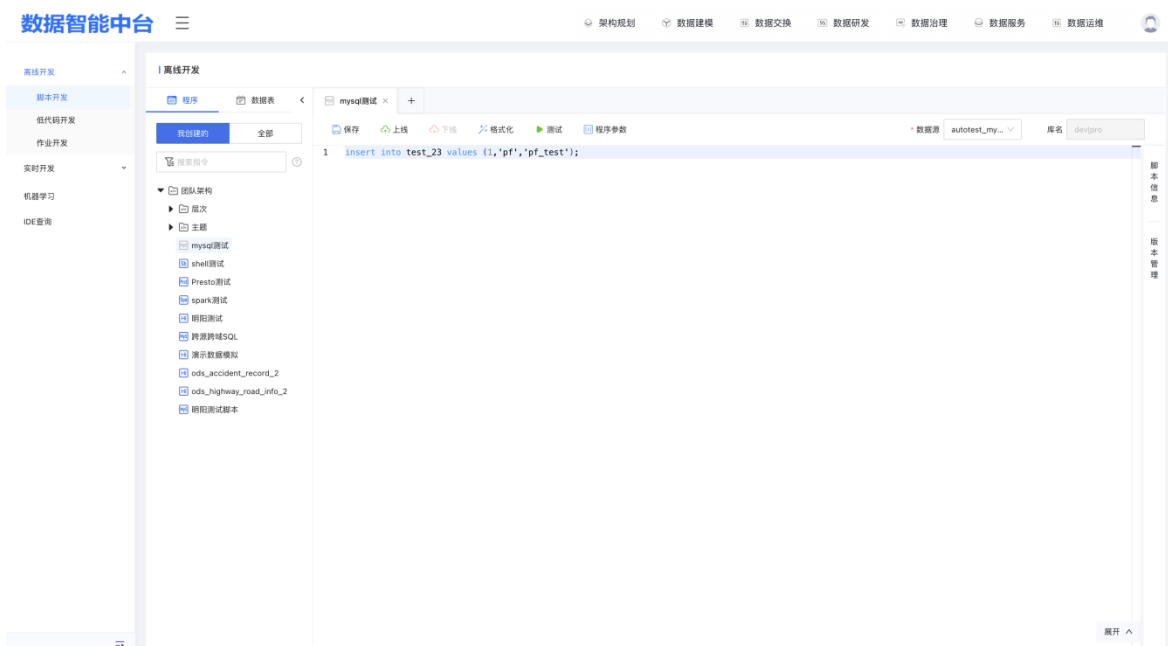 数据智能中台
架构规划 数据建模 数据交换 数据研发 数据治理 数据服务 数据运维
离线开发
脚本开发
低代码开发
作业开发
实时开发
机器学习
IDE查询
离线开发
程序 数据表
我创建的 全部
搜索指令
团队架构
层次
主题
mysql测试
shell测试
Presto测试
spark测试
明阳测试
跨源跨域SQL
演示数据模拟
ods_accident_record_2
ods_highway_road_info_2
明阳测试脚本
mysql测试 × +
保存 上线 下线 格式化 测试 程序参数
* 数据源 autotest_my... 库名 dev|pro
1 insert into test_23 values (1,'pf','pf_test');
脚本信息
版本管理
展开